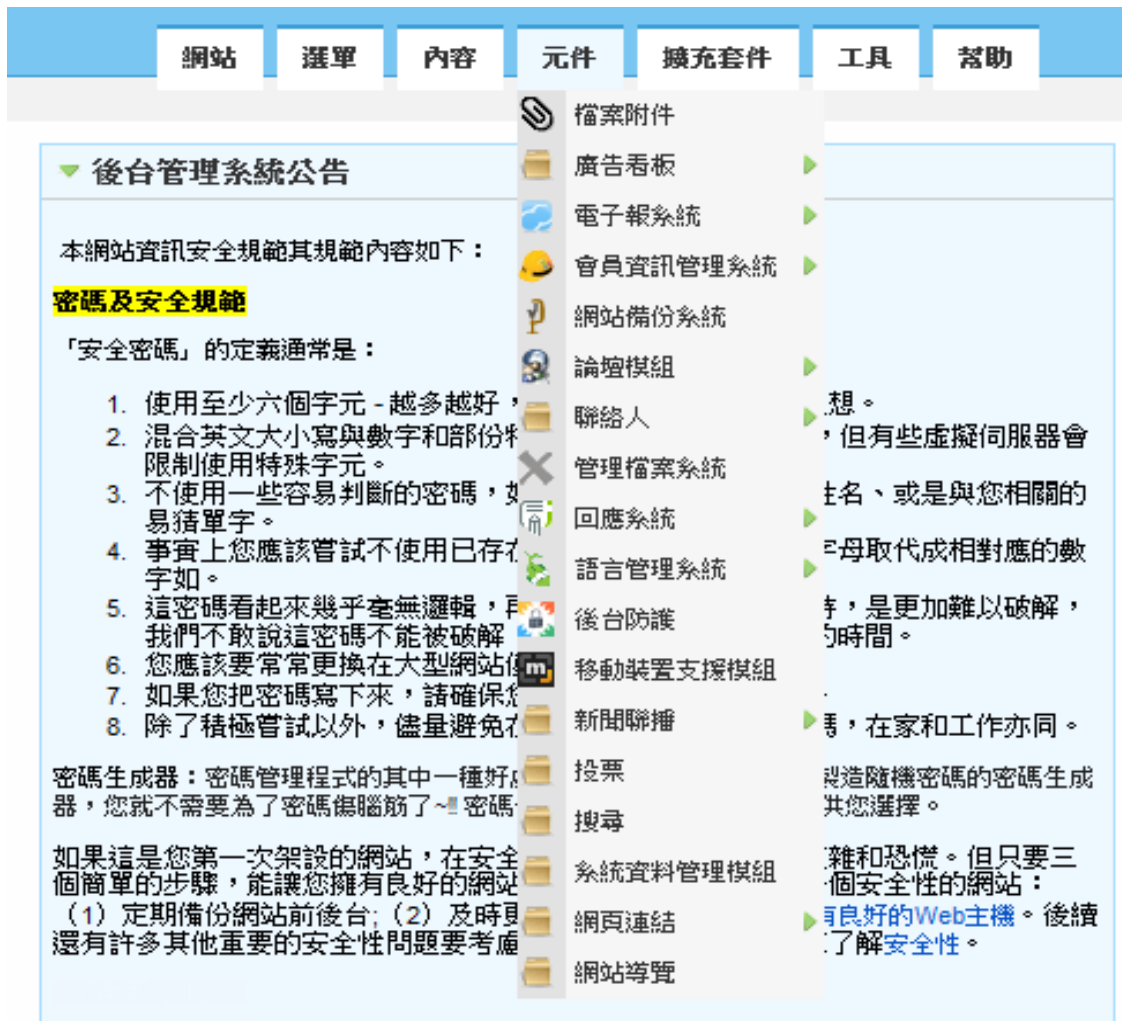 網站 選單 內容 元件 擴充套件 工具 幫助
檔案附件
廣告看板
電子報系統
會員資訊管理系統
網站備份系統
論壇模組
聯絡人
管理檔案系統
回應系統
語言管理系統
後台防護
移動裝置支援模組
新聞聯播
投票
搜尋
系統資料管理模組
網頁連結
網站導覽
後台管理系統公告
本網站資訊安全規範其規範內容如下：
密碼及安全規範
「安全密碼」的定義通常是：
1. 使用至少六個字元 - 越多越好， 想。
2. 混合英文大小寫與數字和部份 ，但有些虛擬伺服器會
限制使用特殊字元。
3. 不使用一些容易判斷的密碼， 姓名、或是與您相關的
易猜單字。
4. 事實上您應該嘗試不使用已存在 字母取代成相對應的數
字如。
5. 這密碼看起來幾乎毫無邏輯， ，是更加難以破解，
我們不敢說這密碼不能被破解 的時間。
6. 您應該要常常更換在大型網站
7. 如果您把密碼寫下來，請確保您
8. 除了積極嘗試以外，儘量避免在 ，在家和工作亦同。
密碼生成器：密碼管理程式的其中一種好 製造隨機密碼的密碼生成
器，您就不需要為了密碼傷腦筋了~!! 密碼 供您選擇。
如果這是您第一次架設的網站，在安全 雜和恐慌。但只要三
個簡單的步驟，能讓您擁有良好的網站 個安全性的網站：
（1）定期備份網站前後台;（2）及時更 有良好的Web主機。後續
還有許多其他重要的安全性問題要考慮 了解安全性。